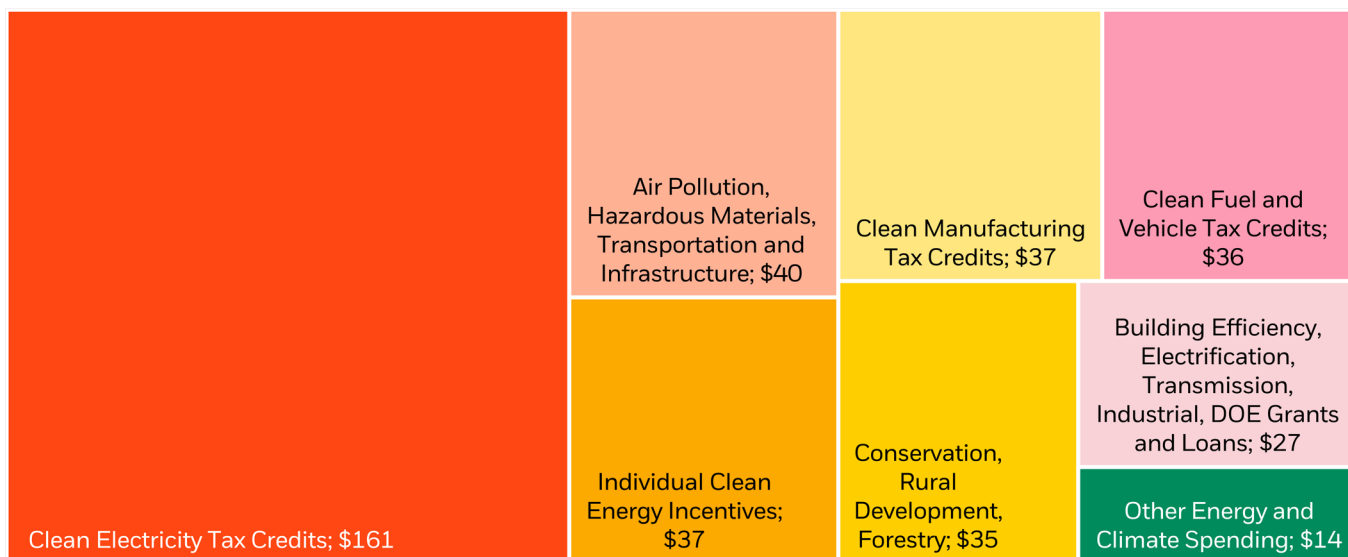 Clean Electricity Tax Credits; $161
Air Pollution,
Hazardous Materials,
Transportation and
Infrastructure; $40
Individual Clean
Energy Incentives;
$37
Clean Manufacturing
Tax Credits; $37
Clean Fuel and
Vehicle Tax Credits;
$36
Conservation,
Rural
Development,
Forestry; $35
Building Efficiency,
Electrification,
Transmission,
Industrial, DOE Grants
and Loans; $27
Other Energy and
Climate Spending; $14